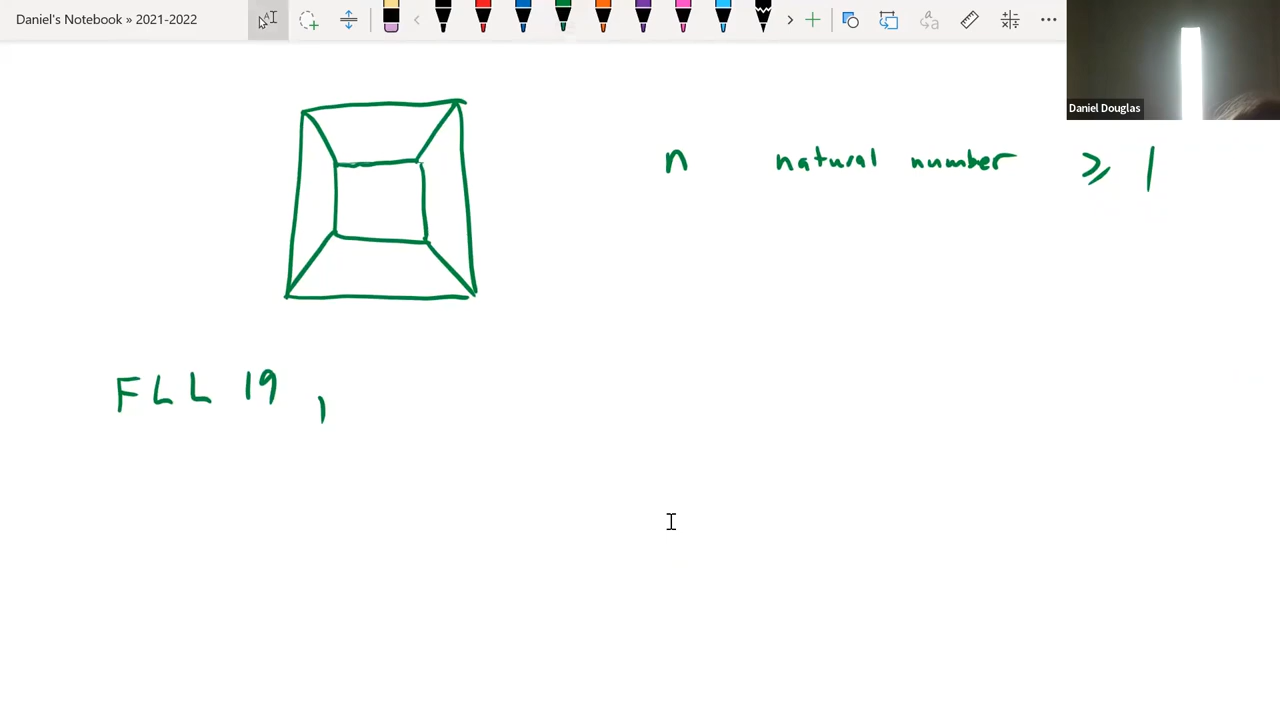 Daniel's Notebook » 2021-2022
Daniel Douglas
n natural number ⩾ 1
FLL 19 ,